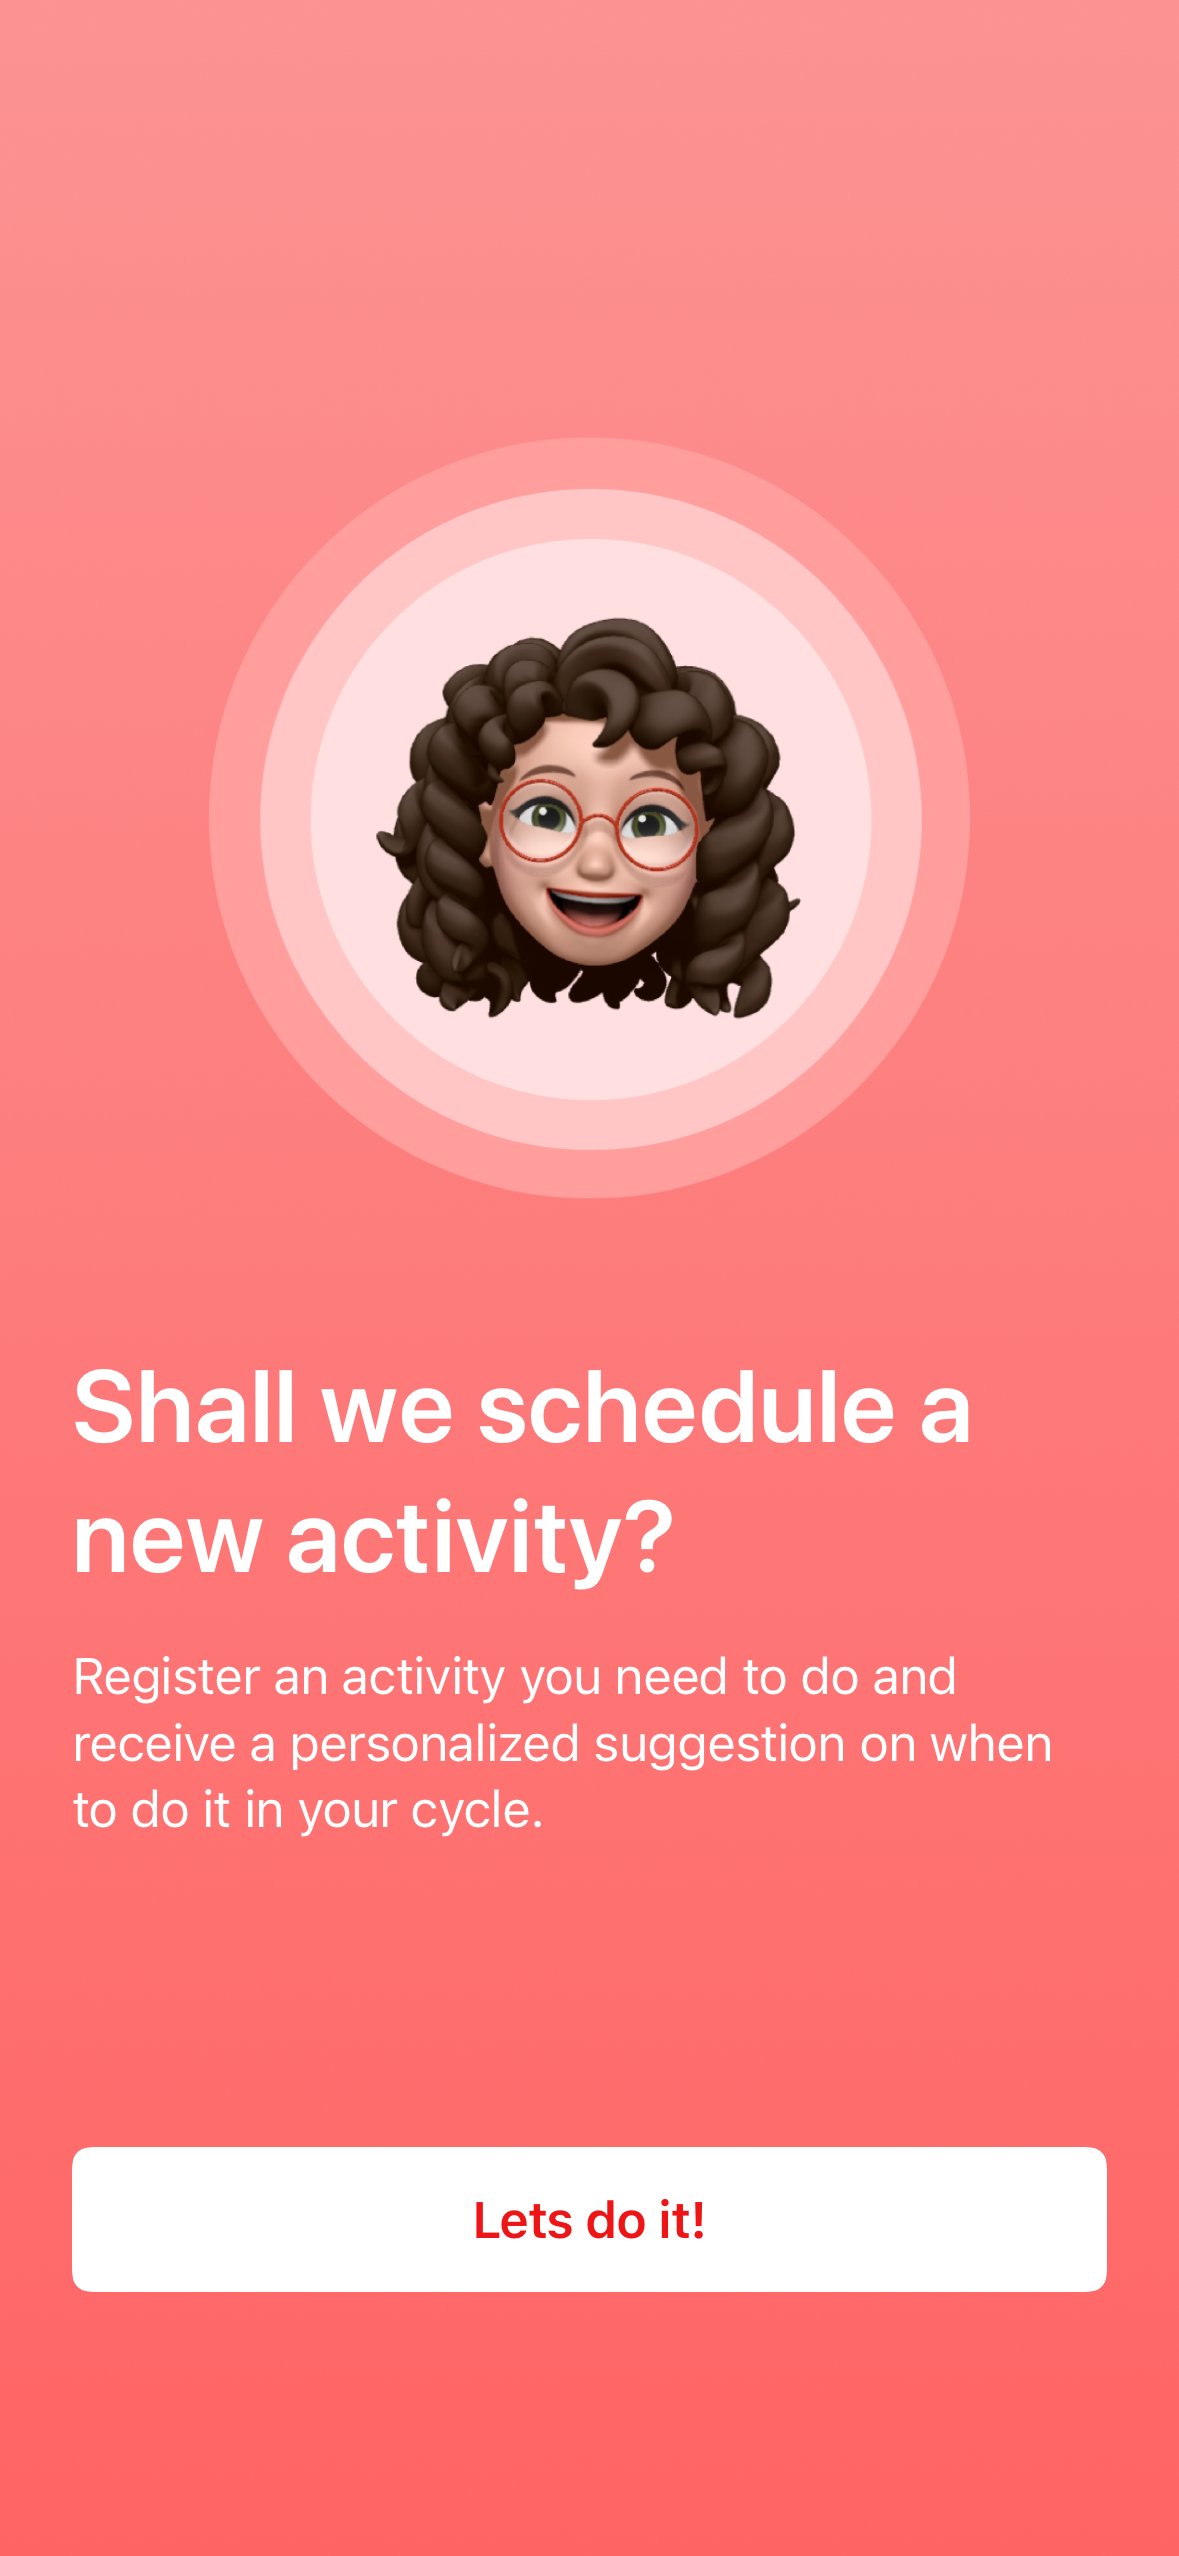 Shall we schedule a
new activity?
Register an activity you need to do and
receive a personalized suggestion on when
to do it in your cycle.
Lets do it!